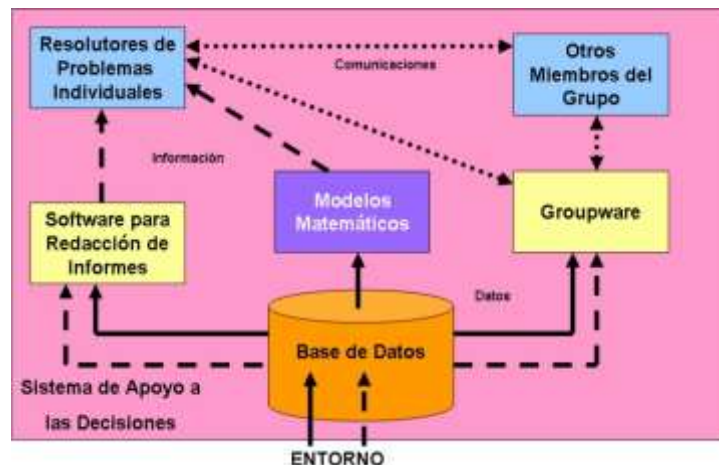 Resolutores de
Problemas
Individuales
Comunicaciones
Otros
Miembros del
Grupo
Información
Software para
Redacción de
Informes
Modelos
Matemáticos
Groupware
Datos
Base de Datos
Sistema de Apoyo a
las Decisiones
ENTORNO